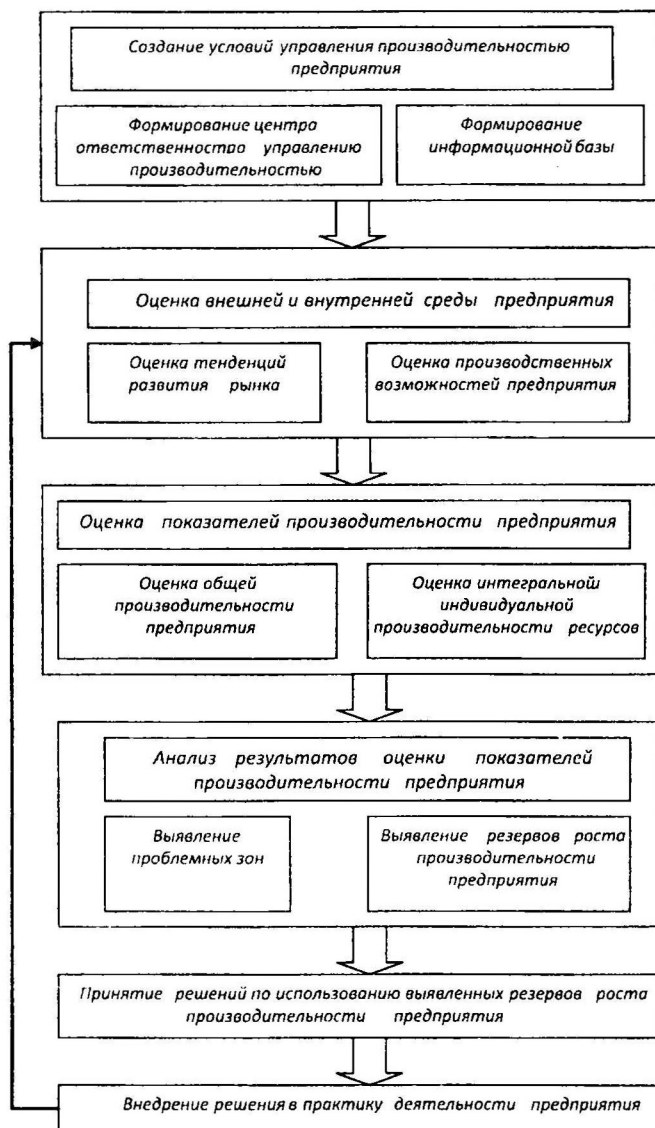 Создание условий управления производительностью
предприятия
Формирование центра
ответственностра управлению
производительностью
Формирование
информационной базы
Оценка внешней и внутренней среды предприятия
Оценка тенденций
развития рынка
Оценка производственных
возможностей предприятия
Оценка показателей производительности предприятия
Оценка общей
производительности
предприятия
Оценка интегральной
индивидуальной
производительности ресурсов
Анализ результатов оценки показателей
производительности предприятия
Выявление
проблемных зон
Выявление резервов роста
производительности
предприятия
Принятие решений по использованию выявленных резервов роста
производительности предприятия
Внедрение решения в практику деятельности предприятия